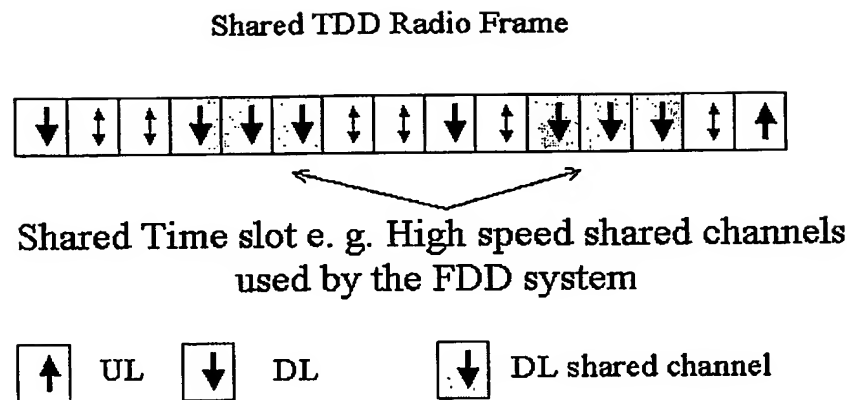 Shared TDD Radio Frame
Shared Time slot e. g. High speed shared channels
used by the FDD system
UL DL DL shared channel